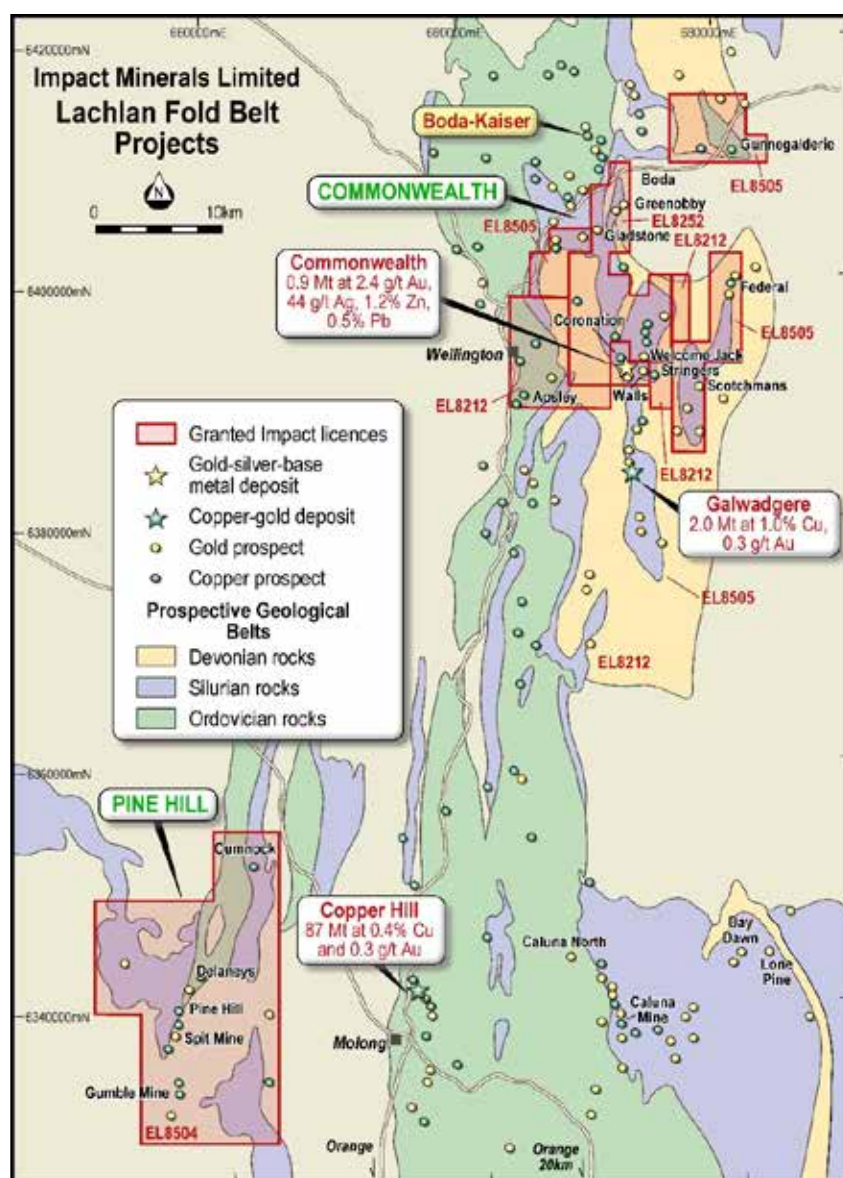 660000mE
660000mE
680000mE
6420000mN
Impact Minerals Limited
Lachlan Fold Belt
Projects
N
0
10km
Boda-Kaiser
Gunnegalderie
EL8505
COMMONWEALTH
Boda
Greenobby
EL8252
EL8505
Gladstone
EL8212
Commonwealth
0.9 Mt at 2.4 g/t Au,
44 g/t Ag, 1.2% Zn,
0.5% Pb
6400000mN
Federal
Coronation
EL8505
Wellington
Welcome Jack
Stringers
Scotchmans
EL8212
Apsley
Walls
EL8212
Granted Impact licences
Gold-silver-base
metal deposit
Copper-gold deposit
Gold prospect
Copper prospect
Prospective Geological
Belts
Devonian rocks
Silurian rocks
Ordovician rocks
Galwadgere
2.0 Mt at 1.0% Cu,
0.3 g/t Au
6380000mN
EL8505
EL8212
6360000mN
PINE HILL
Cumnock
Copper Hill
87 Mt at 0.4% Cu
and 0.3 g/t Au
Caluna North
Bay
Dawn
Lone
Pine
Delaneys
6340000mN
Pine Hill
Spit Mine
Caluna
Mine
Molong
Gumble Mine
EL8504
Orange
Orange
20km